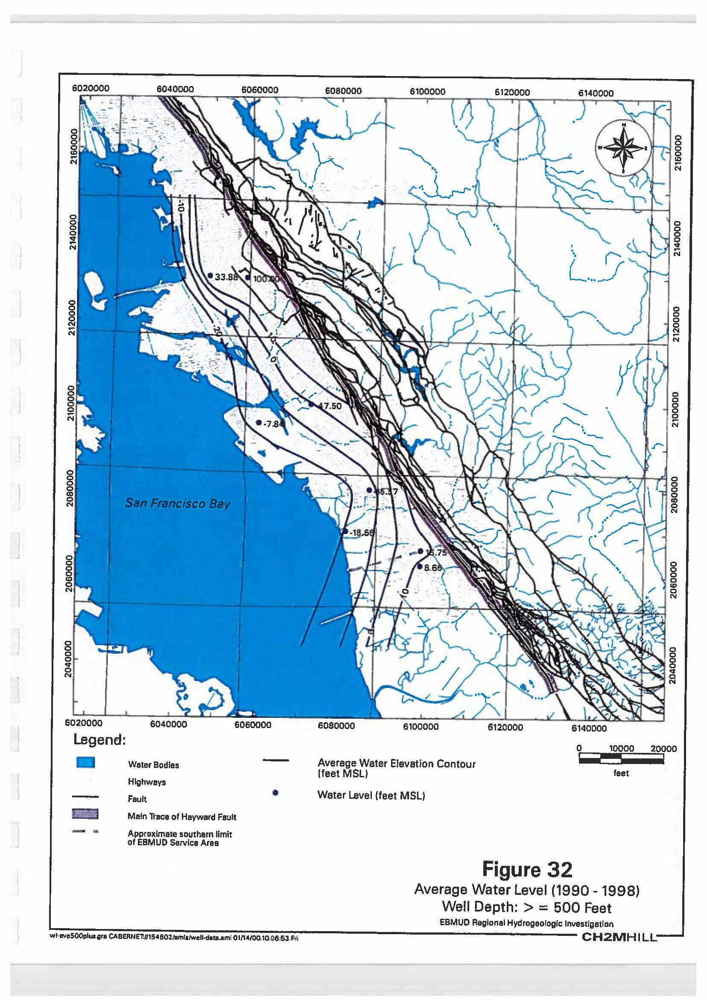 6020000 6040000 6060000 6080000 6100000 6120000 6140000
2160000
2140000
2120000
2100000
2080000
2060000
2040000
2160000
2140000
2120000
2100000
2080000
2060000
2040000
N
W
E
S
-10
33.88
100.00
-20
10
0
-7.84
San Francisco Bay
-18.66
8.66
10
0
6020000 6040000 6060000 6080000 6100000 6120000 6140000
Legend:
Water Bodies
Highways
Fault
Main Trace of Hayward Fault
Approximate southern limit
of EBMUD Service Area
Average Water Elevation Contour
(feet MSL)
Water Level (feet MSL)
0 10000 20000
feet
Figure 32
Average Water Level (1990 - 1998)
Well Depth: > = 500 Feet
EBMUD Regional Hydrogeologic Investigation
CH2MHILL